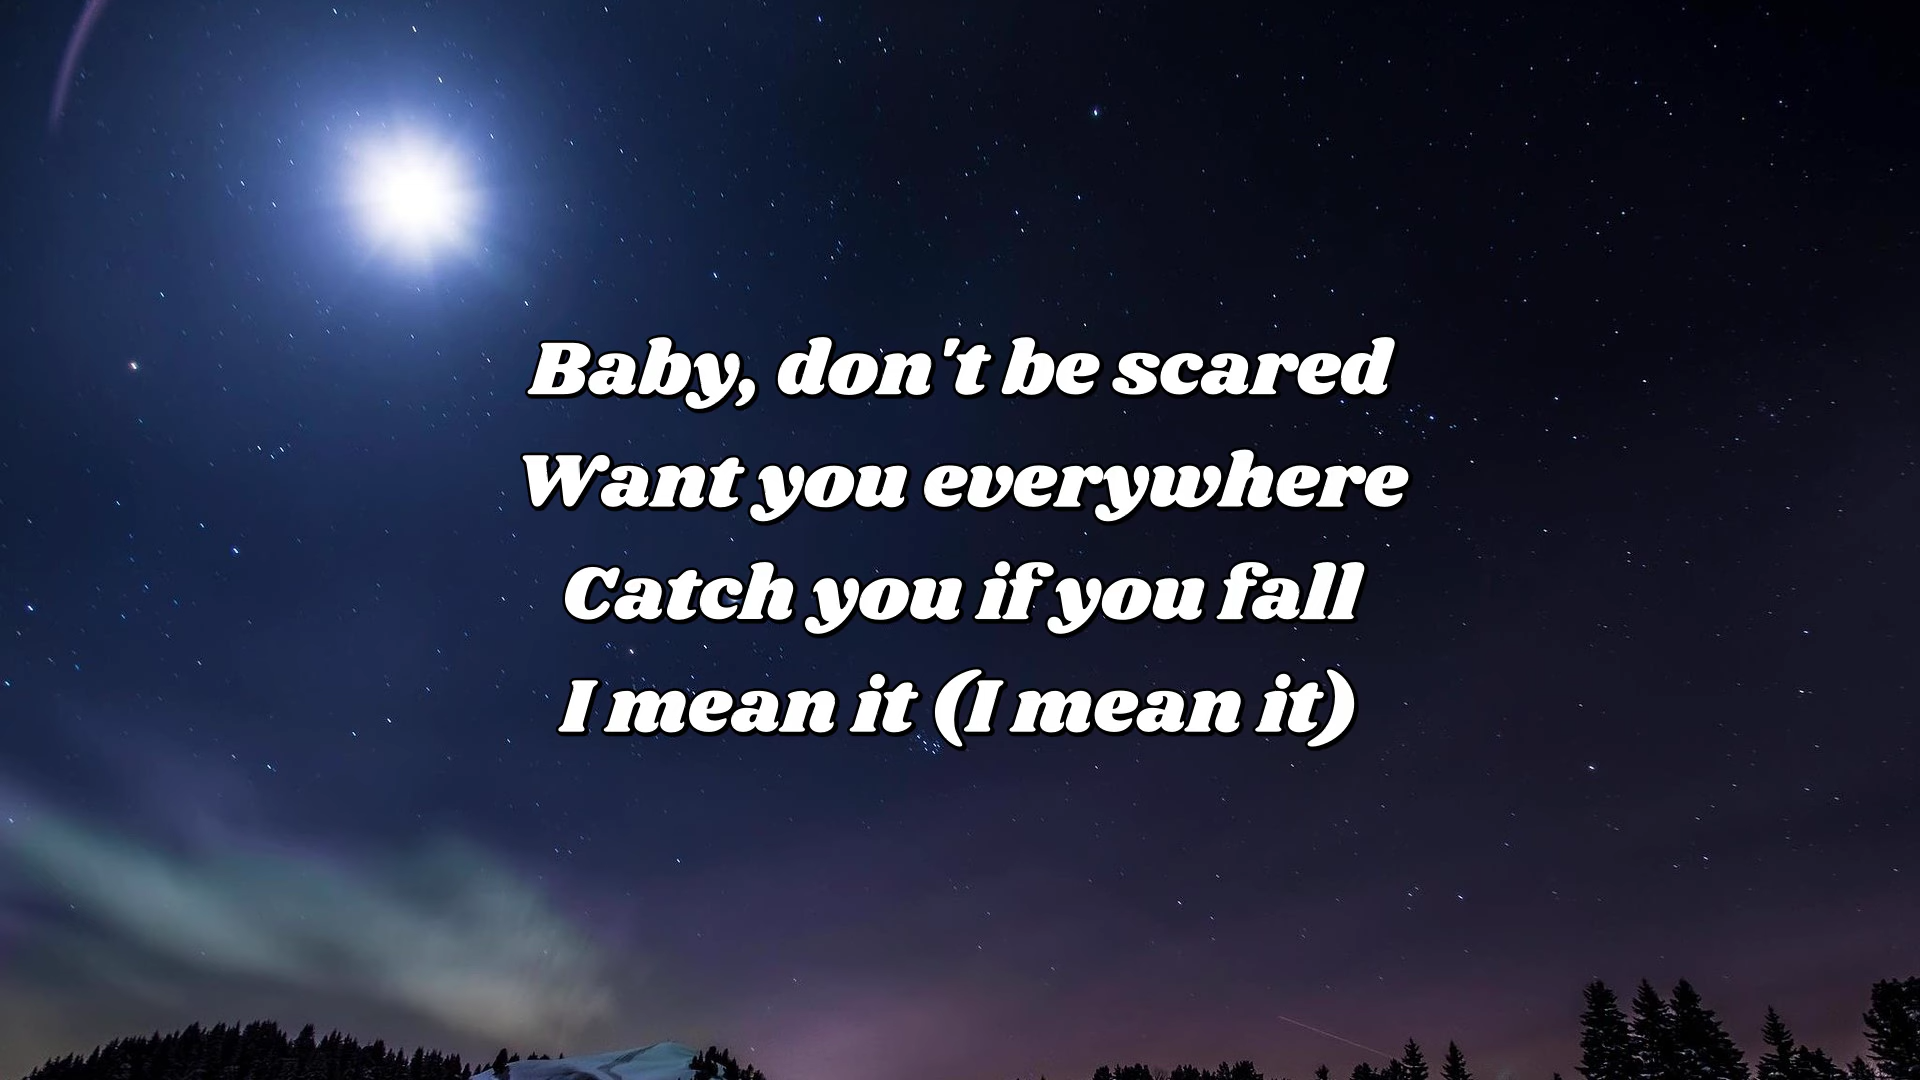 Baby, don't be scared
Want you everywhere
Catch you if you fall
I mean it (I mean it)